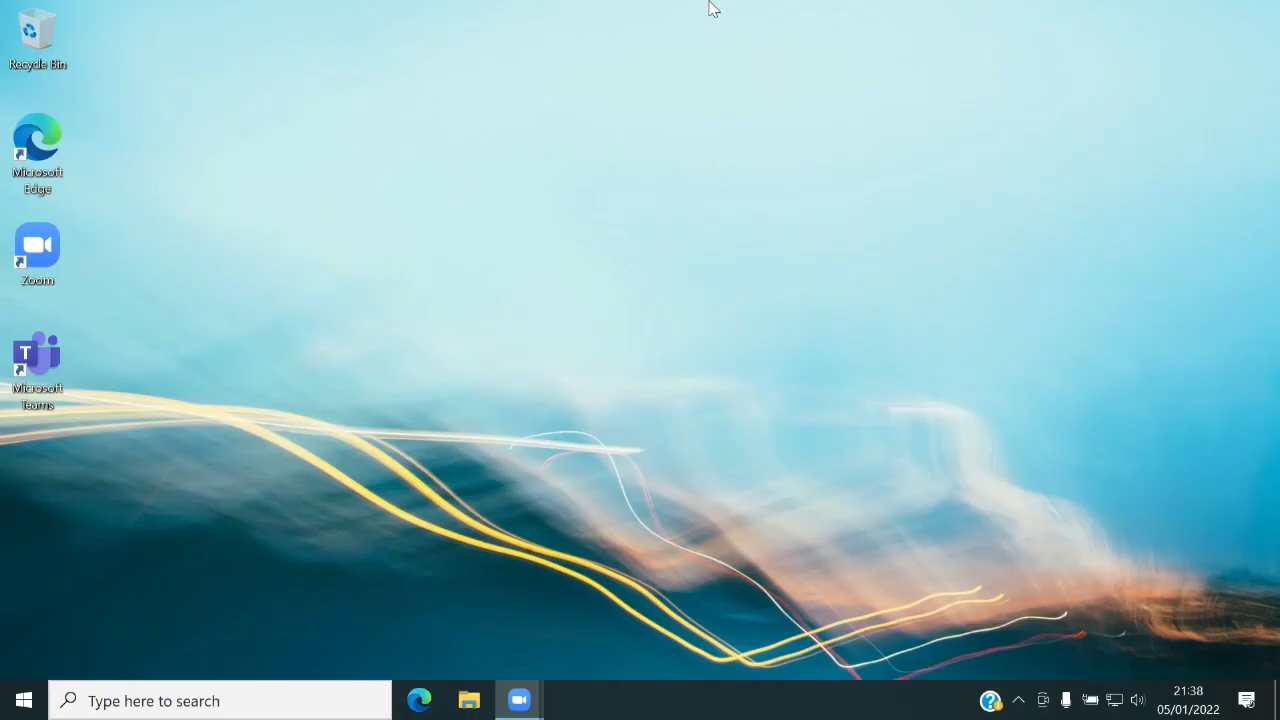 Recycle Bin
Microsoft
Edge
Zoom
T
Microsoft
Teams
Type here to search
?
21:38
05/01/2022